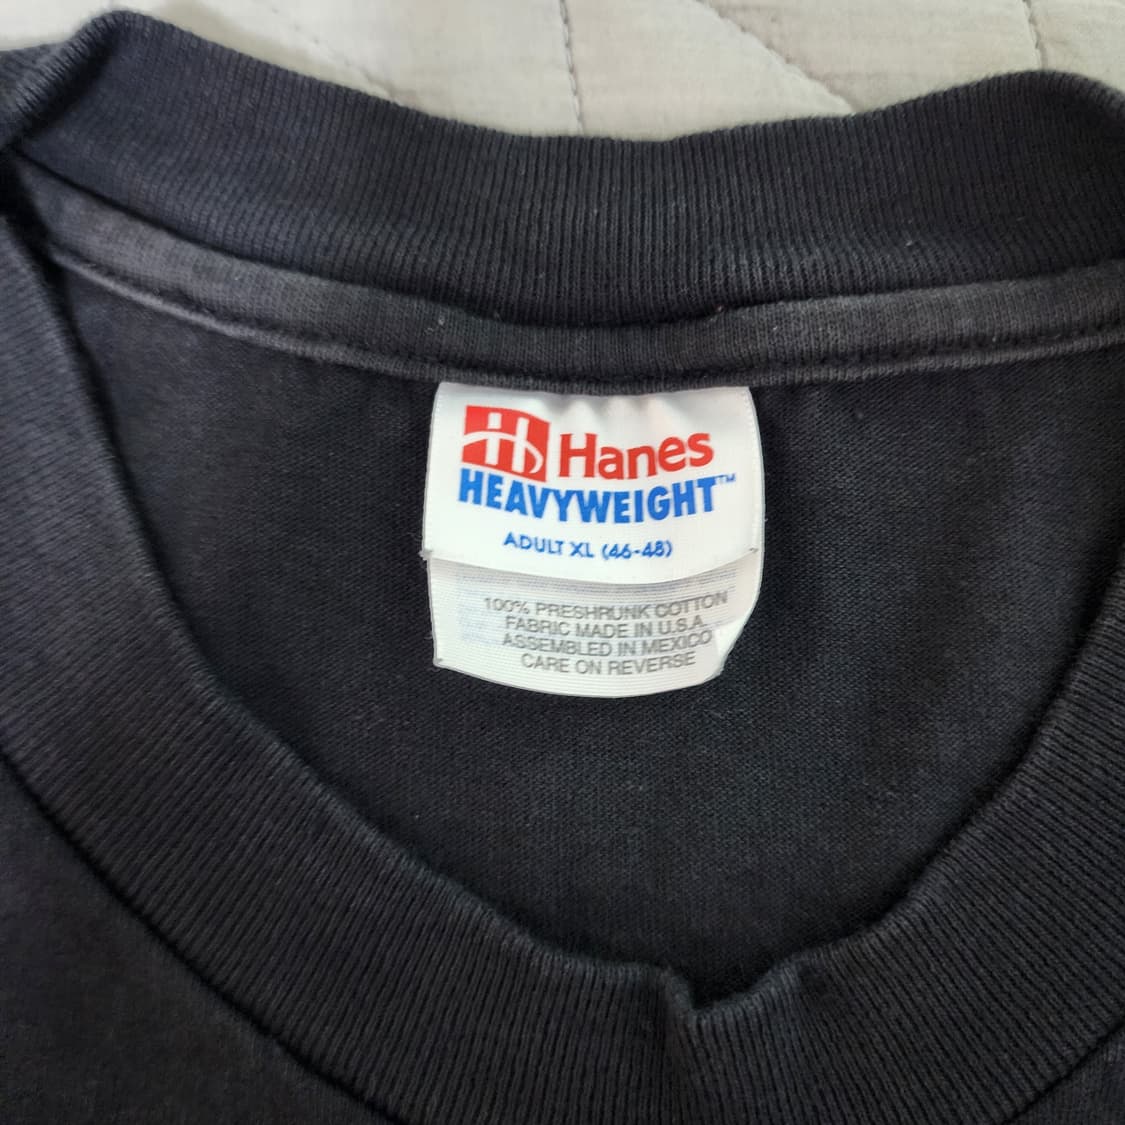 H Hanes
HEAVYWEIGHT™
ADULT XL (46-48)
100% PRESHRUNK COTTON
FABRIC MADE IN U.S.A.
ASSEMBLED IN MEXICO
CARE ON REVERSE